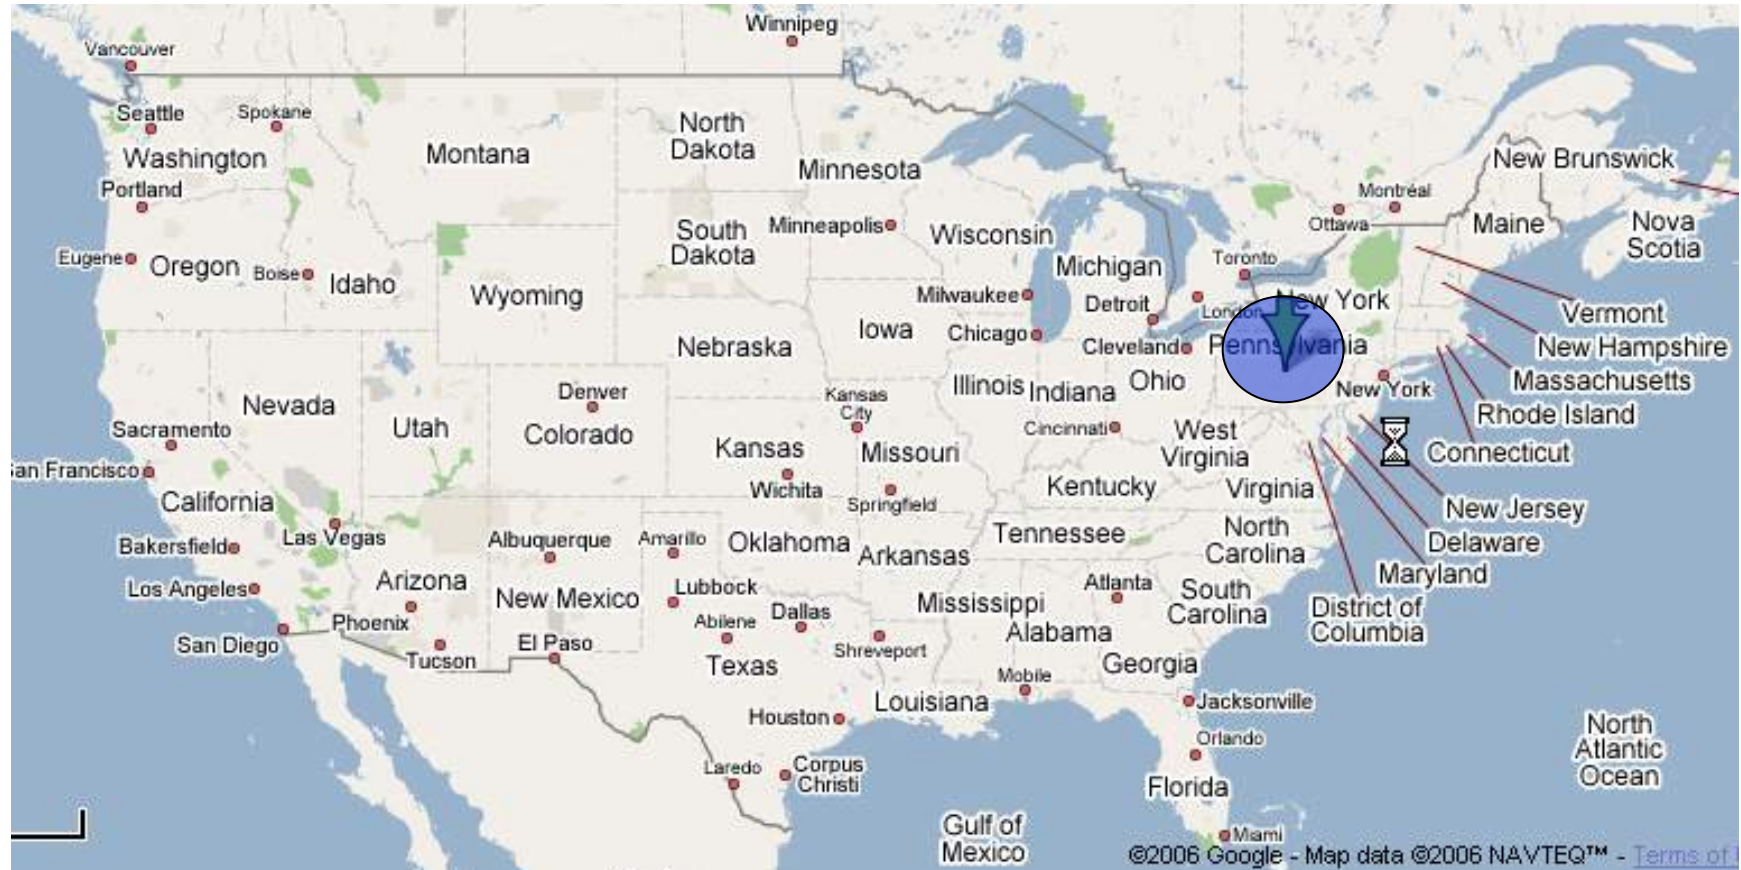 Winnipeg
Vancouver
Seattle
Spokane
North
Dakota
Montana
Washington
Minnesota
New Brunswick
Portland
Montréal
Ottawa
Maine
Nova
Scotia
South
Dakota
Minneapolis
Wisconsin
Eugene
Oregon
Boise
Idaho
Michigan
Toronto
Wyoming
Milwaukee
Detroit
London
New York
Vermont
Iowa
Chicago
Nebraska
Cleveland
Pennsylvania
New Hampshire
Massachusetts
Illinois
Indiana
Ohio
New York
Denver
Kansas
City
Nevada
Rhode Island
Sacramento
Utah
Colorado
Cincinnati
West
Virginia
Kansas
Missouri
Connecticut
San Francisco
California
Wichita
Springfield
Kentucky
Virginia
New Jersey
Las Vegas
Bakersfield
Albuquerque
Amarillo
Oklahoma
Arkansas
Tennessee
North
Carolina
Delaware
Maryland
Los Angeles
Arizona
New Mexico
Lubbock
Atlanta
South
Carolina
Mississippi
District of
Columbia
Phoenix
Abilene
Dallas
Alabama
San Diego
Tucson
El Paso
Texas
Shreveport
Georgia
Mobile
Louisiana
Jacksonville
Houston
Orlando
North
Atlantic
Ocean
Laredo
Corpus
Christi
Florida
Gulf of
Mexico
Miami
©2006 Google - Map data ©2006 NAVTEQ™ - Terms of